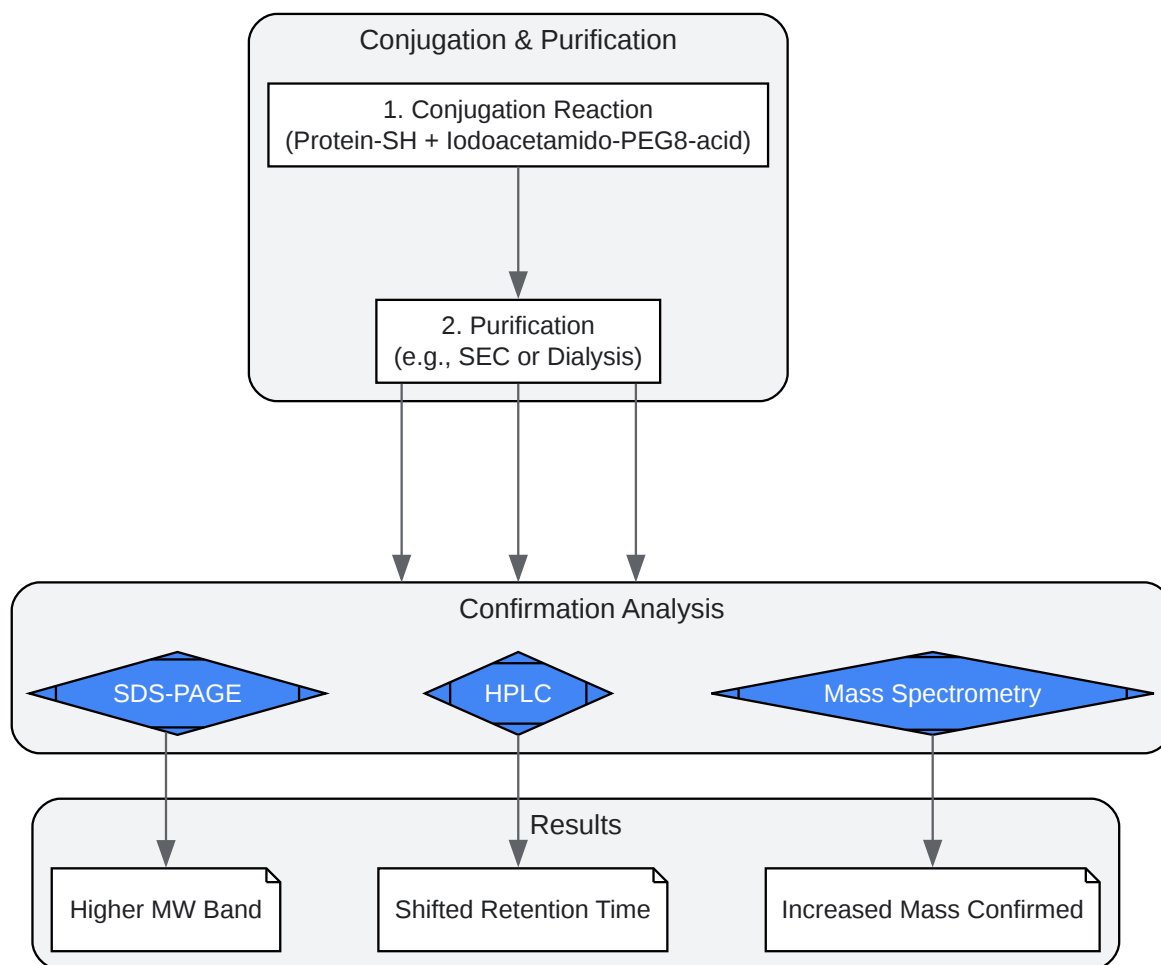 Conjugation & Purification
1. Conjugation Reaction
(Protein-SH + Iodoacetamido-PEG8-acid)
2. Purification
(e.g., SEC or Dialysis)
Confirmation Analysis
SDS-PAGE
HPLC
Mass Spectrometry
Results
Higher MW Band
Shifted Retention Time
Increased Mass Confirmed